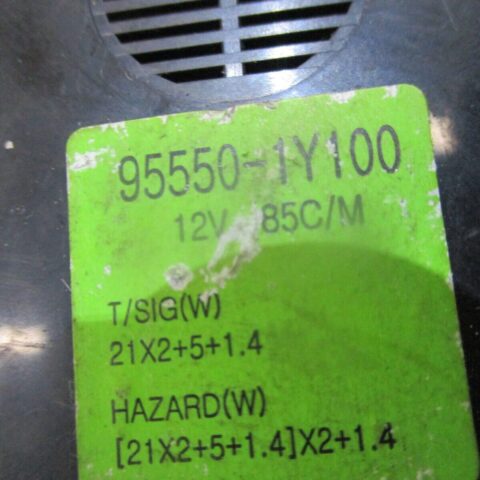 95550-1Y100
12V 85C/M
T/SIG(W)
21X2+5+1.4
HAZARD(W)
[21X2+5+1.4]X2+1.4